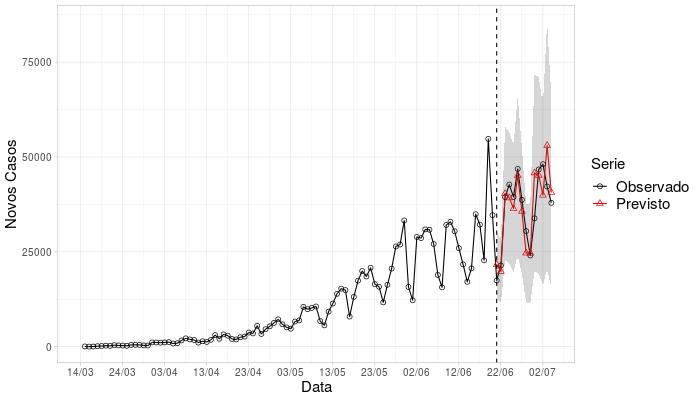 75000
50000
25000
0
Novos Casos
14/03 24/03 03/04 13/04 23/04 03/05 13/05 23/05 02/06 12/06 22/06 02/07
Data
Serie
Observado
Previsto